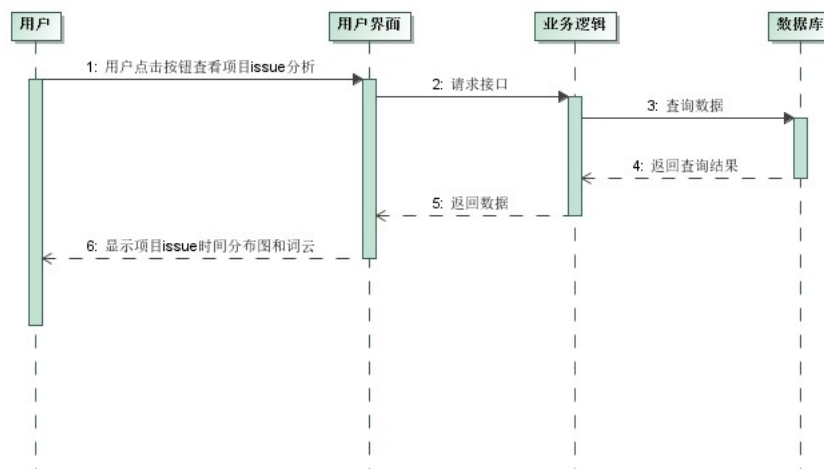 用户
用户界面
业务逻辑
数据库
1: 用户点击按钮查看项目issue分析
2: 请求接口
3: 查询数据
4: 返回查询结果
5: 返回数据
6: 显示项目issue时间分布图和词云